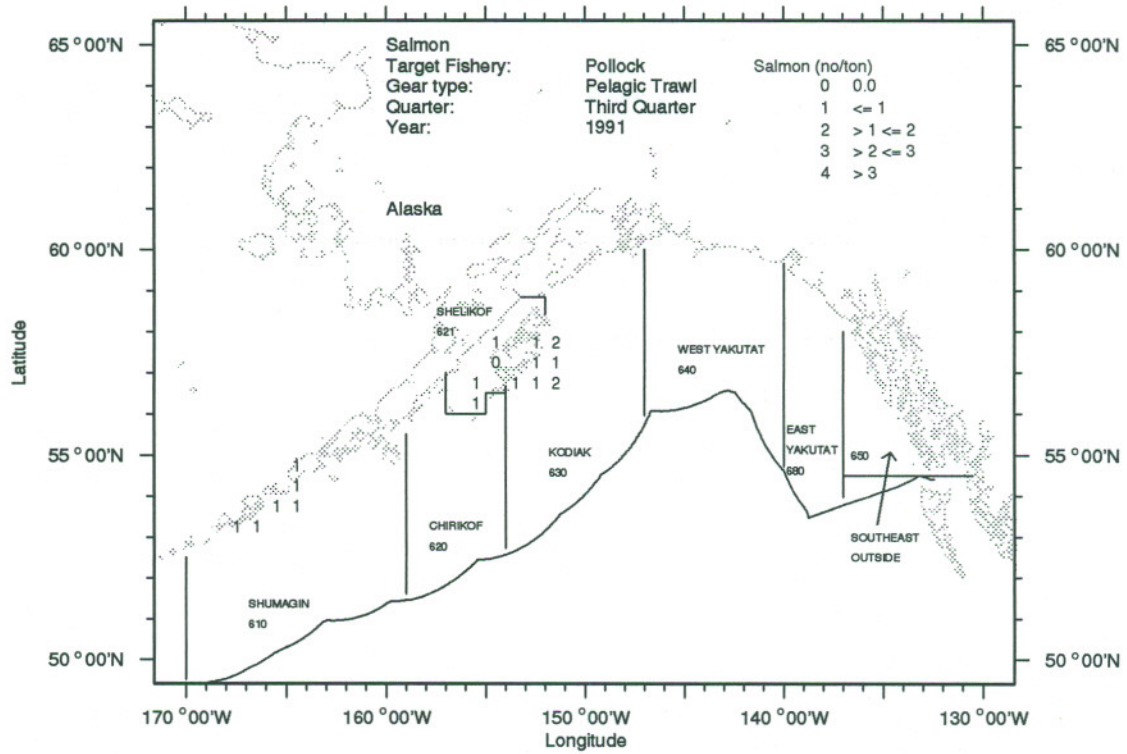 65°00'N 65°00'N
Salmon
Target Fishery: Pollock
Gear type: Pelagic Trawl
Quarter: Third Quarter
Year: 1991
Salmon (no/ton)
0 0.0
1 <= 1
2 > 1 <= 2
3 > 2 <= 3
4 > 3
Alaska
60°00'N 60°00'N
SHELIKOF
621
1 1. 2
0 1 1
1 1 1 2
1
WEST YAKUTAT
640
KODIAK
630
EAST
YAKUTAT
680
650
55°00'N 55°00'N
1
1
1 1
1 1
CHIRIKOF
620
SOUTHEAST
OUTSIDE
SHUMAGIN
610
50°00'N 50°00'N
170°00'W 160°00'W 150°00'W 140°00'W 130°00'W
Longitude
Latitude